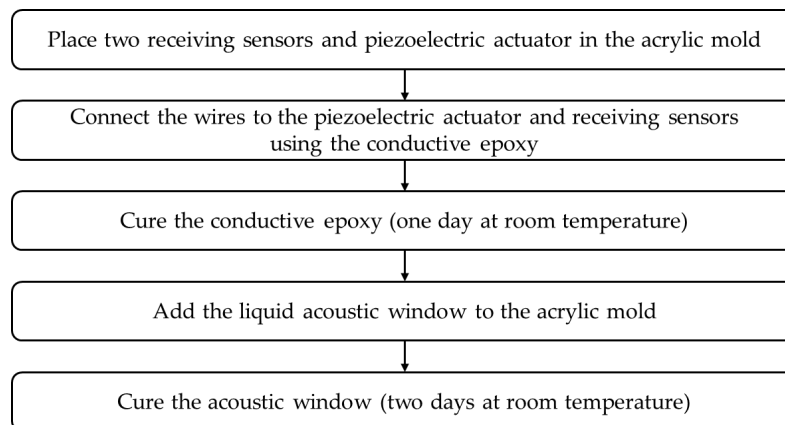 Place two receiving sensors and piezoelectric actuator in the acrylic mold
Connect the wires to the piezoelectric actuator and receiving sensors
using the conductive epoxy
Cure the conductive epoxy (one day at room temperature)
Add the liquid acoustic window to the acrylic mold
Cure the acoustic window (two days at room temperature)